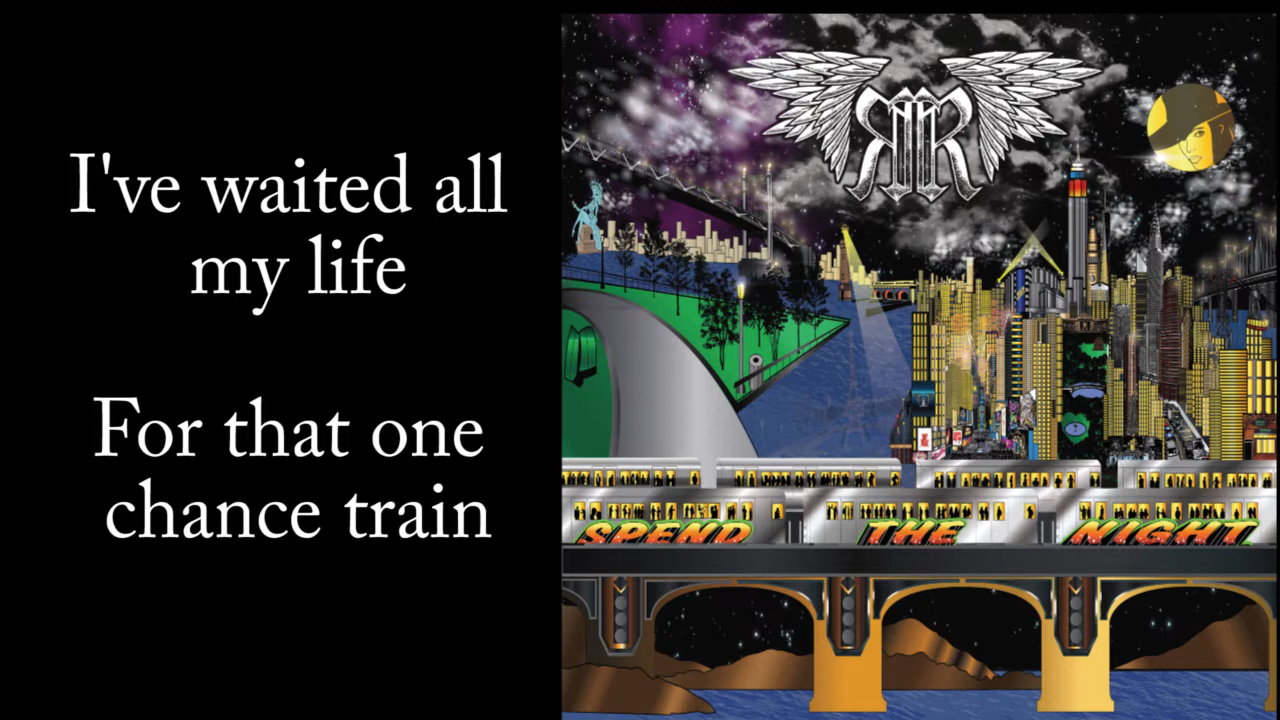 I've waited all
my life
For that one
chance train
SPEND THE NIGHT